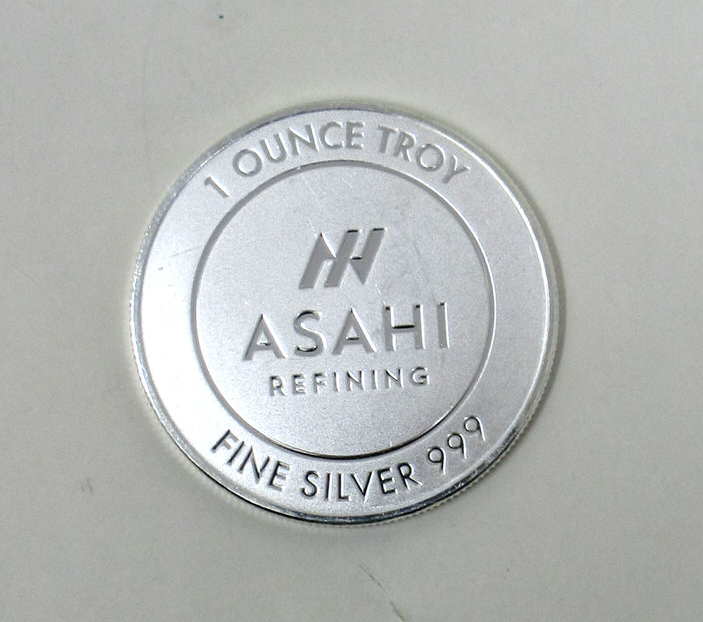 1 OUNCE TROY
ASAHI
REFINING
FINE SILVER 999